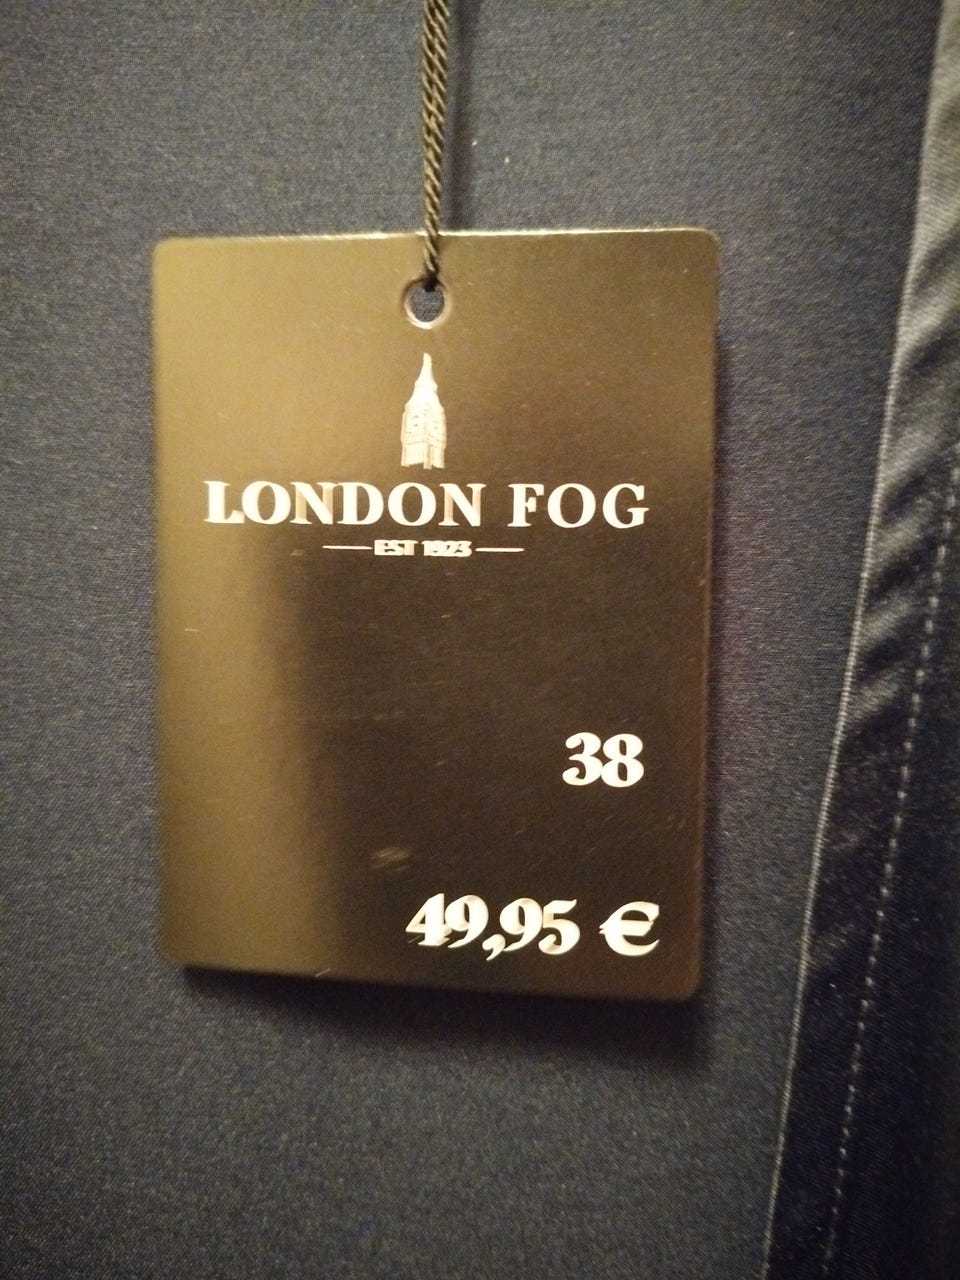 LONDON FOG
EST 1923
38
49,95 €